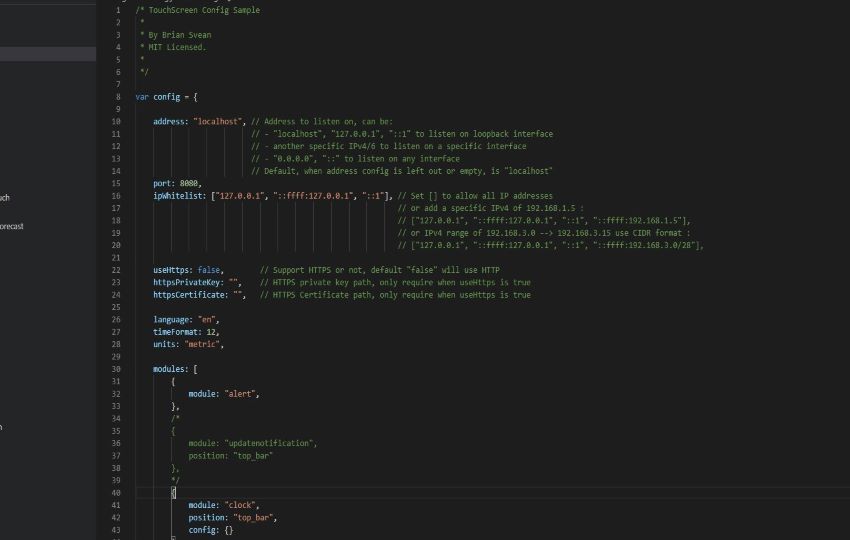 1 /* TouchScreen Config Sample
2 *
3 * By Brian Svean
4 * MIT Licensed.
5 *
6 */
7
8 var config = {
9
10 address: "localhost", // Address to listen on, can be:
11 // - "localhost", "127.0.0.1", "::1" to listen on loopback interface
12 // - another specific IPv4/6 to listen on a specific interface
13 // - "0.0.0.0", "::" to listen on any interface
14 // Default, when address config is left out or empty, is "localhost"
15 port: 8080,
16 ipWhitelist: ["127.0.0.1", "::ffff:127.0.0.1", "::1"], // Set [] to allow all IP addresses
17 // or add a specific IPv4 of 192.168.1.5 :
18 // ["127.0.0.1", "::ffff:127.0.0.1", "::1", "::ffff:192.168.1.5"],
19 // or IPv4 range of 192.168.3.0 --> 192.168.3.15 use CIDR format :
20 // ["127.0.0.1", "::ffff:127.0.0.1", "::1", "::ffff:192.168.3.0/28"],
21
22 useHttps: false, // Support HTTPS or not, default "false" will use HTTP
23 httpsPrivateKey: "", // HTTPS private key path, only require when useHttps is true
24 httpsCertificate: "", // HTTPS Certificate path, only require when useHttps is true
25
26 language: "en",
27 timeFormat: 12,
28 units: "metric",
29
30 modules: [
31 {
32 module: "alert",
33 },
34 /*
35 {
36 module: "updatenotification",
37 position: "top_bar"
38 },
39 */
40 {
41 module: "clock",
42 position: "top_bar",
43 config: {}
uch
orecast